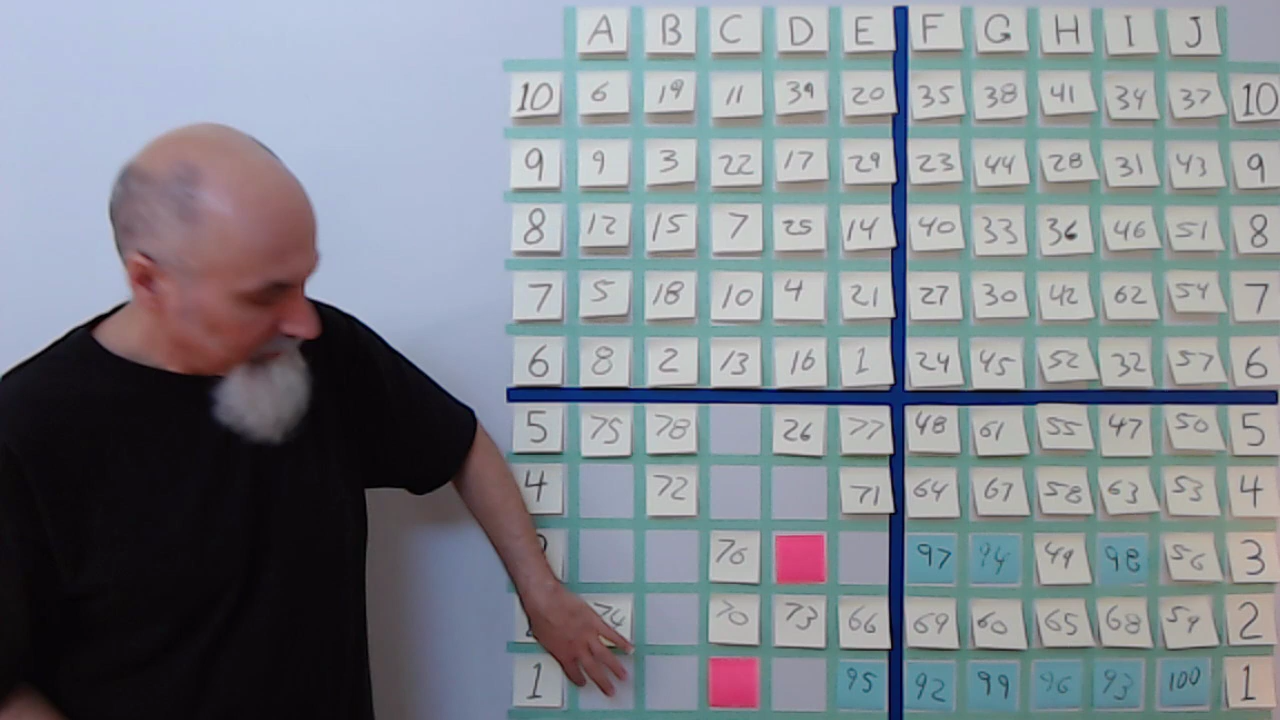 A B C D E F G H I J
10 6 19 11 39 20 35 38 41 34 37 10
9 9 3 22 17 29 23 44 28 31 43 9
8 12 15 7 25 14 40 33 36 46 51 8
7 5 18 10 4 21 27 30 42 62 54 7
6 8 2 13 16 1 24 45 52 32 57 6
5 75 78 26 77 48 61 55 47 50 5
4 72 71 64 67 58 63 53 4
76 97 94 49 98 56 3
74 70 73 66 69 60 65 68 59 2
1 95 92 99 96 93 100 1